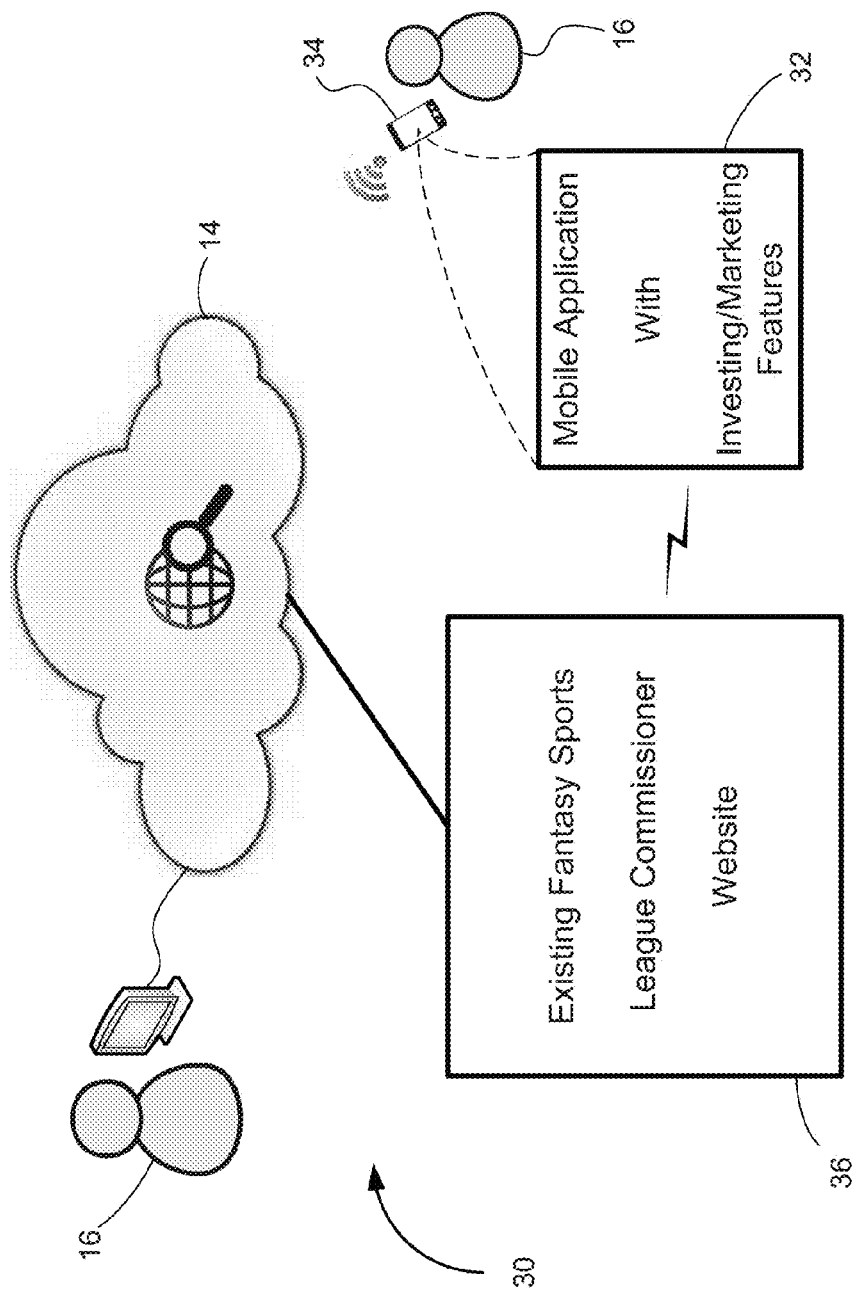 16
14
34
16
Existing Fantasy Sports
League Commissioner
Website
36
Mobile Application
With
Investing/Marketing
Features
32
30